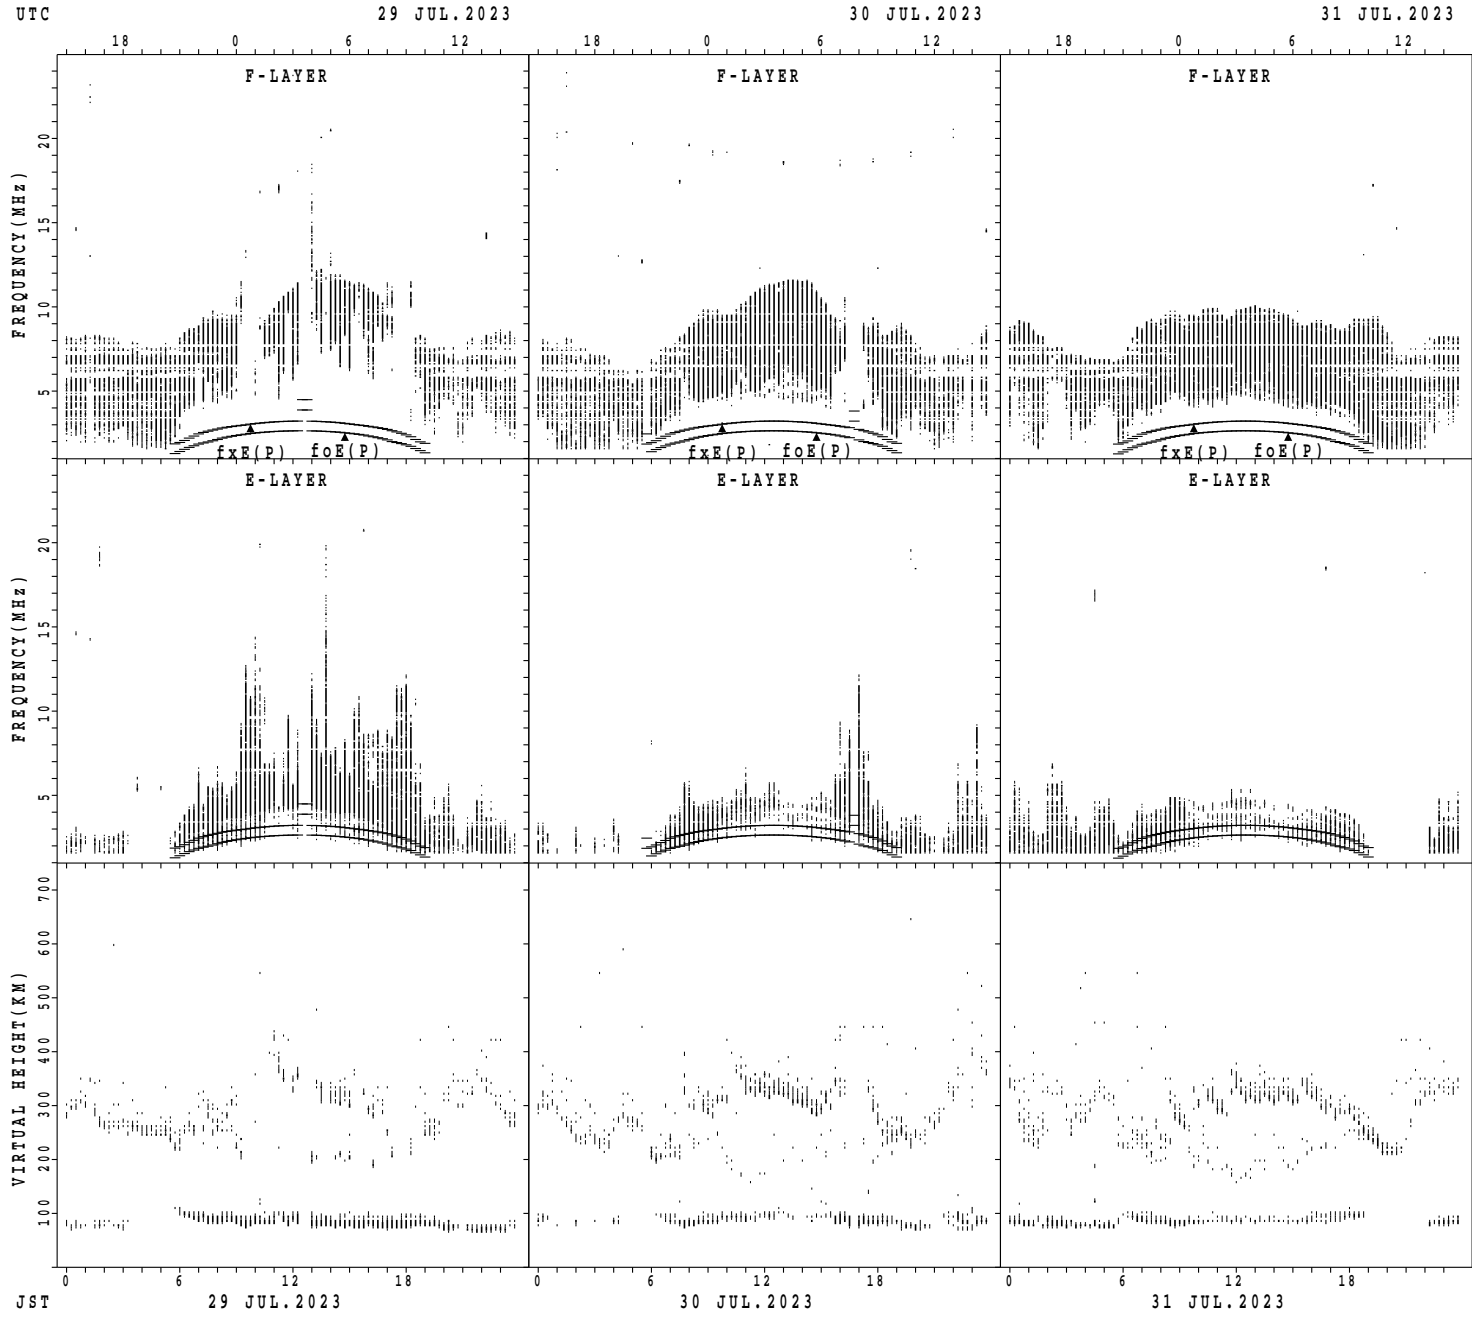 UTC 29 JUL.2023 30 JUL.2023 31 JUL.2023
18 0 6 12 18 0 6 12 18 0 6 12
F-LAYER F-LAYER F-LAYER
FREQUENCY(MHz)
20
15
10
5
fxE(P) foE(P) fxE(P) foE(P) fxE(P) foE(P)
E-LAYER E-LAYER E-LAYER
FREQUENCY(MHz)
20
15
10
5
VIRTUAL HEIGHT(KM)
700
600
500
400
300
200
100
0 6 12 18 0 6 12 18 0 6 12 18
JST 29 JUL.2023 30 JUL.2023 31 JUL.2023